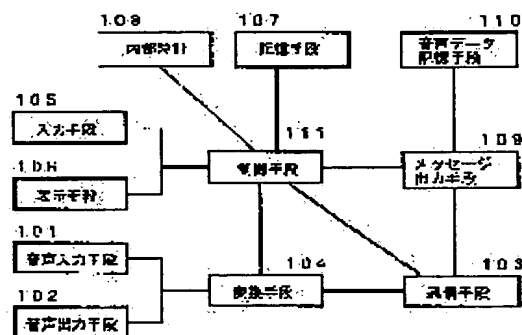 108
107
110
内部時計
記憶手段
音声データ
記憶手段
105
入力手段
111
109
制御手段
メッセージ
出力手段
106
表示手段
101
音声入力手段
104
103
変換手段
通信手段
102
音声出力手段